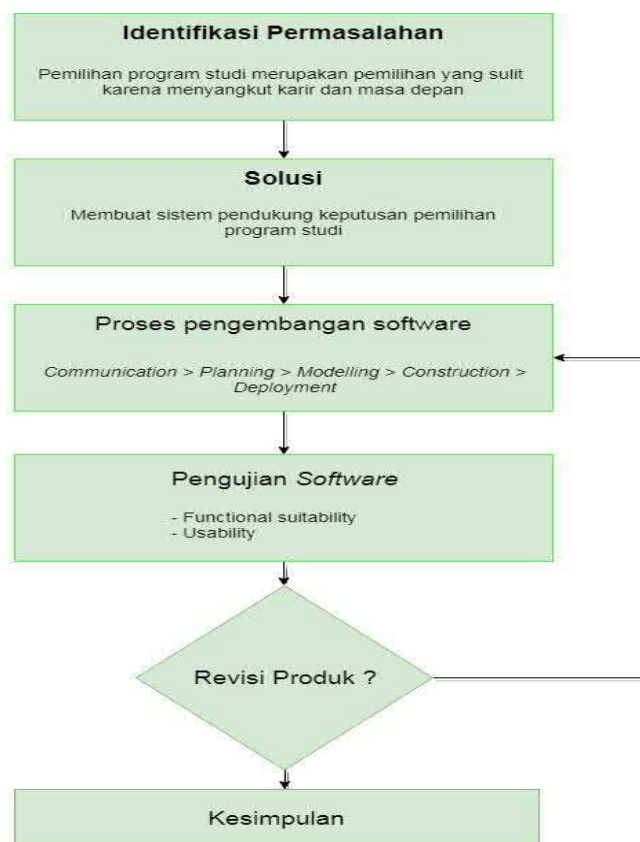 Identifikasi Permasalahan
Pemilihan program studi merupakan pemilihan yang sulit
karena menyangkut karir dan masa depan
Solusi
Membuat sistem pendukung keputusan pemilihan
program studi
Proses pengembangan software
Communication > Planning > Modelling > Construction >
Deployment
Pengujian Software
- Functional suitability
- Usability
Revisi Produk ?
Kesimpulan